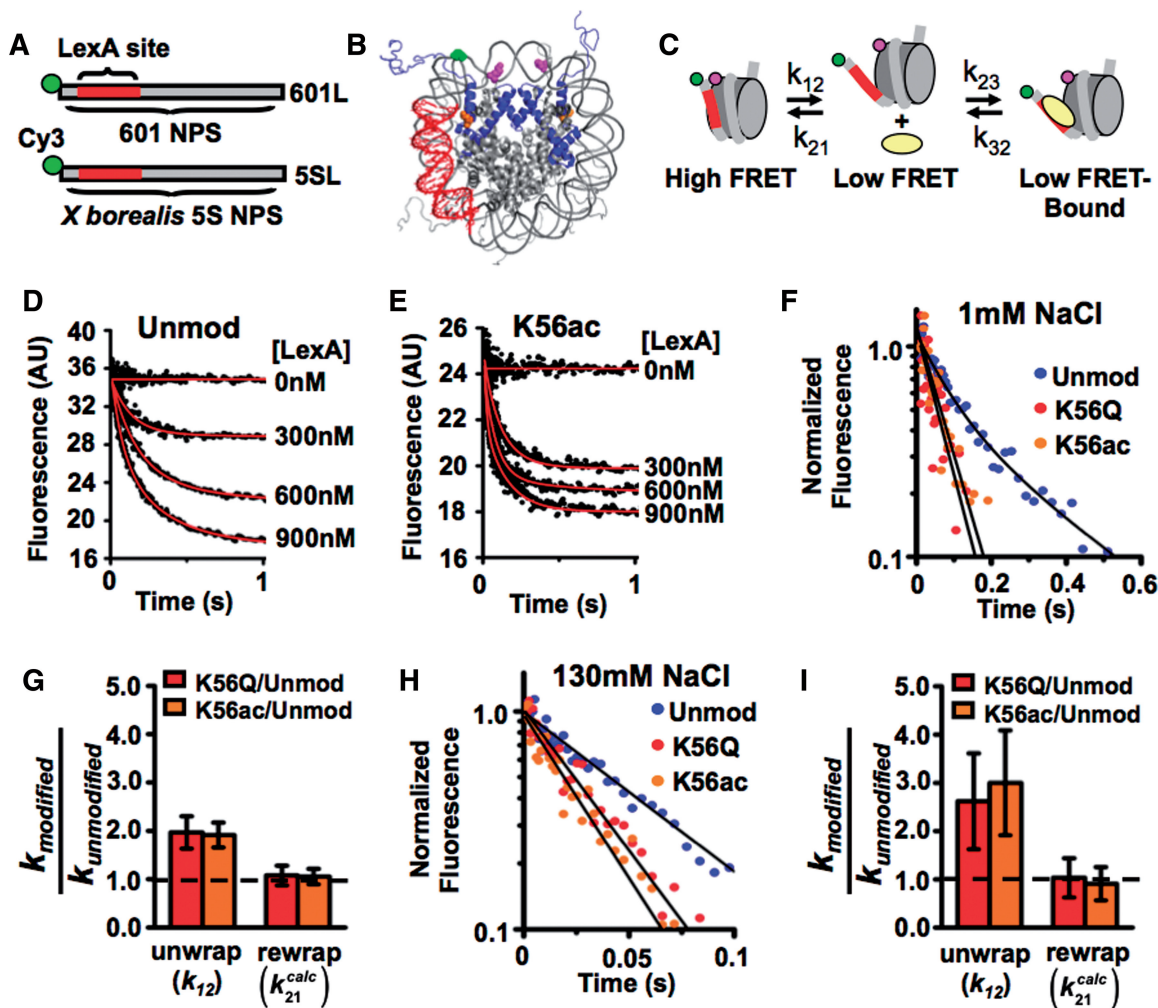 A
LexA site
601L
601 NPS
Cy3
5SL
X borealis 5S NPS
B
C
k12
k21
k23
k32
+
High FRET
Low FRET
Low FRET-
Bound
D
Unmod
[LexA]
Fluorescence (AU)
40
36
32
28
24
20
16
0nM
300nM
600nM
900nM
0
1
Time (s)
E
K56ac
[LexA]
Fluorescence (AU)
26
24
22
20
18
16
0nM
300nM
600nM
900nM
0
1
Time (s)
F
1mM NaCl
Normalized
Fluorescence
1.0
0.1
Unmod
K56Q
K56ac
0
0.2
0.4
0.6
Time (s)
G
K56Q/Unmod
K56ac/Unmod
kmodified
kunmodified
5.0
4.0
3.0
2.0
1.0
0.0
unwrap
(k12)
rewrap
(k21calc)
H
130mM NaCl
Normalized
Fluorescence
1.0
0.1
Unmod
K56Q
K56ac
0
0.05
0.1
Time (s)
I
K56Q/Unmod
K56ac/Unmod
kmodified
kunmodified
5.0
4.0
3.0
2.0
1.0
0.0
unwrap
(k12)
rewrap
(k21calc)